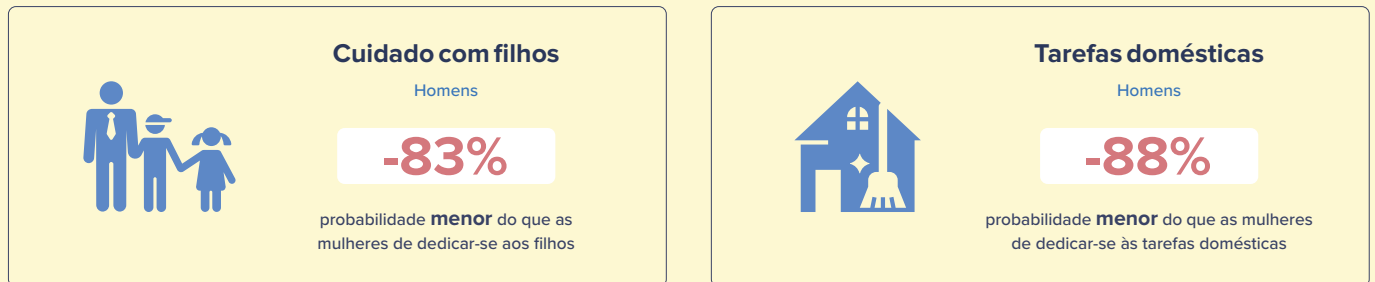 Cuidado com filhos
Homens
-83%
probabilidade menor do que as
mulheres de dedicar-se aos filhos
Tarefas domésticas
Homens
-88%
probabilidade menor do que as mulheres
de dedicar-se às tarefas domésticas